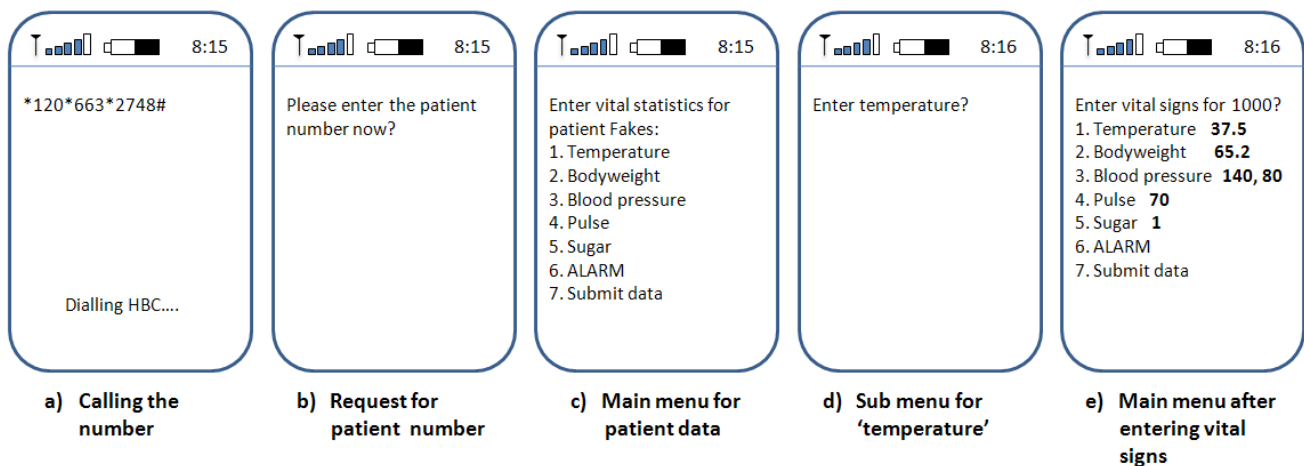 8:15
*120*663*2748#
Dialling HBC....
a) Calling the
number
8:15
Please enter the patient
number now?
b) Request for
patient number
8:15
Enter vital statistics for
patient Fakes:
1. Temperature
2. Bodyweight
3. Blood pressure
4. Pulse
5. Sugar
6. ALARM
7. Submit data
c) Main menu for
patient data
8:16
Enter temperature?
d) Sub menu for
‘temperature’
8:16
Enter vital signs for 1000?
1. Temperature 37.5
2. Bodyweight 65.2
3. Blood pressure 140, 80
4. Pulse 70
5. Sugar 1
6. ALARM
7. Submit data
e) Main menu after
entering vital
signs